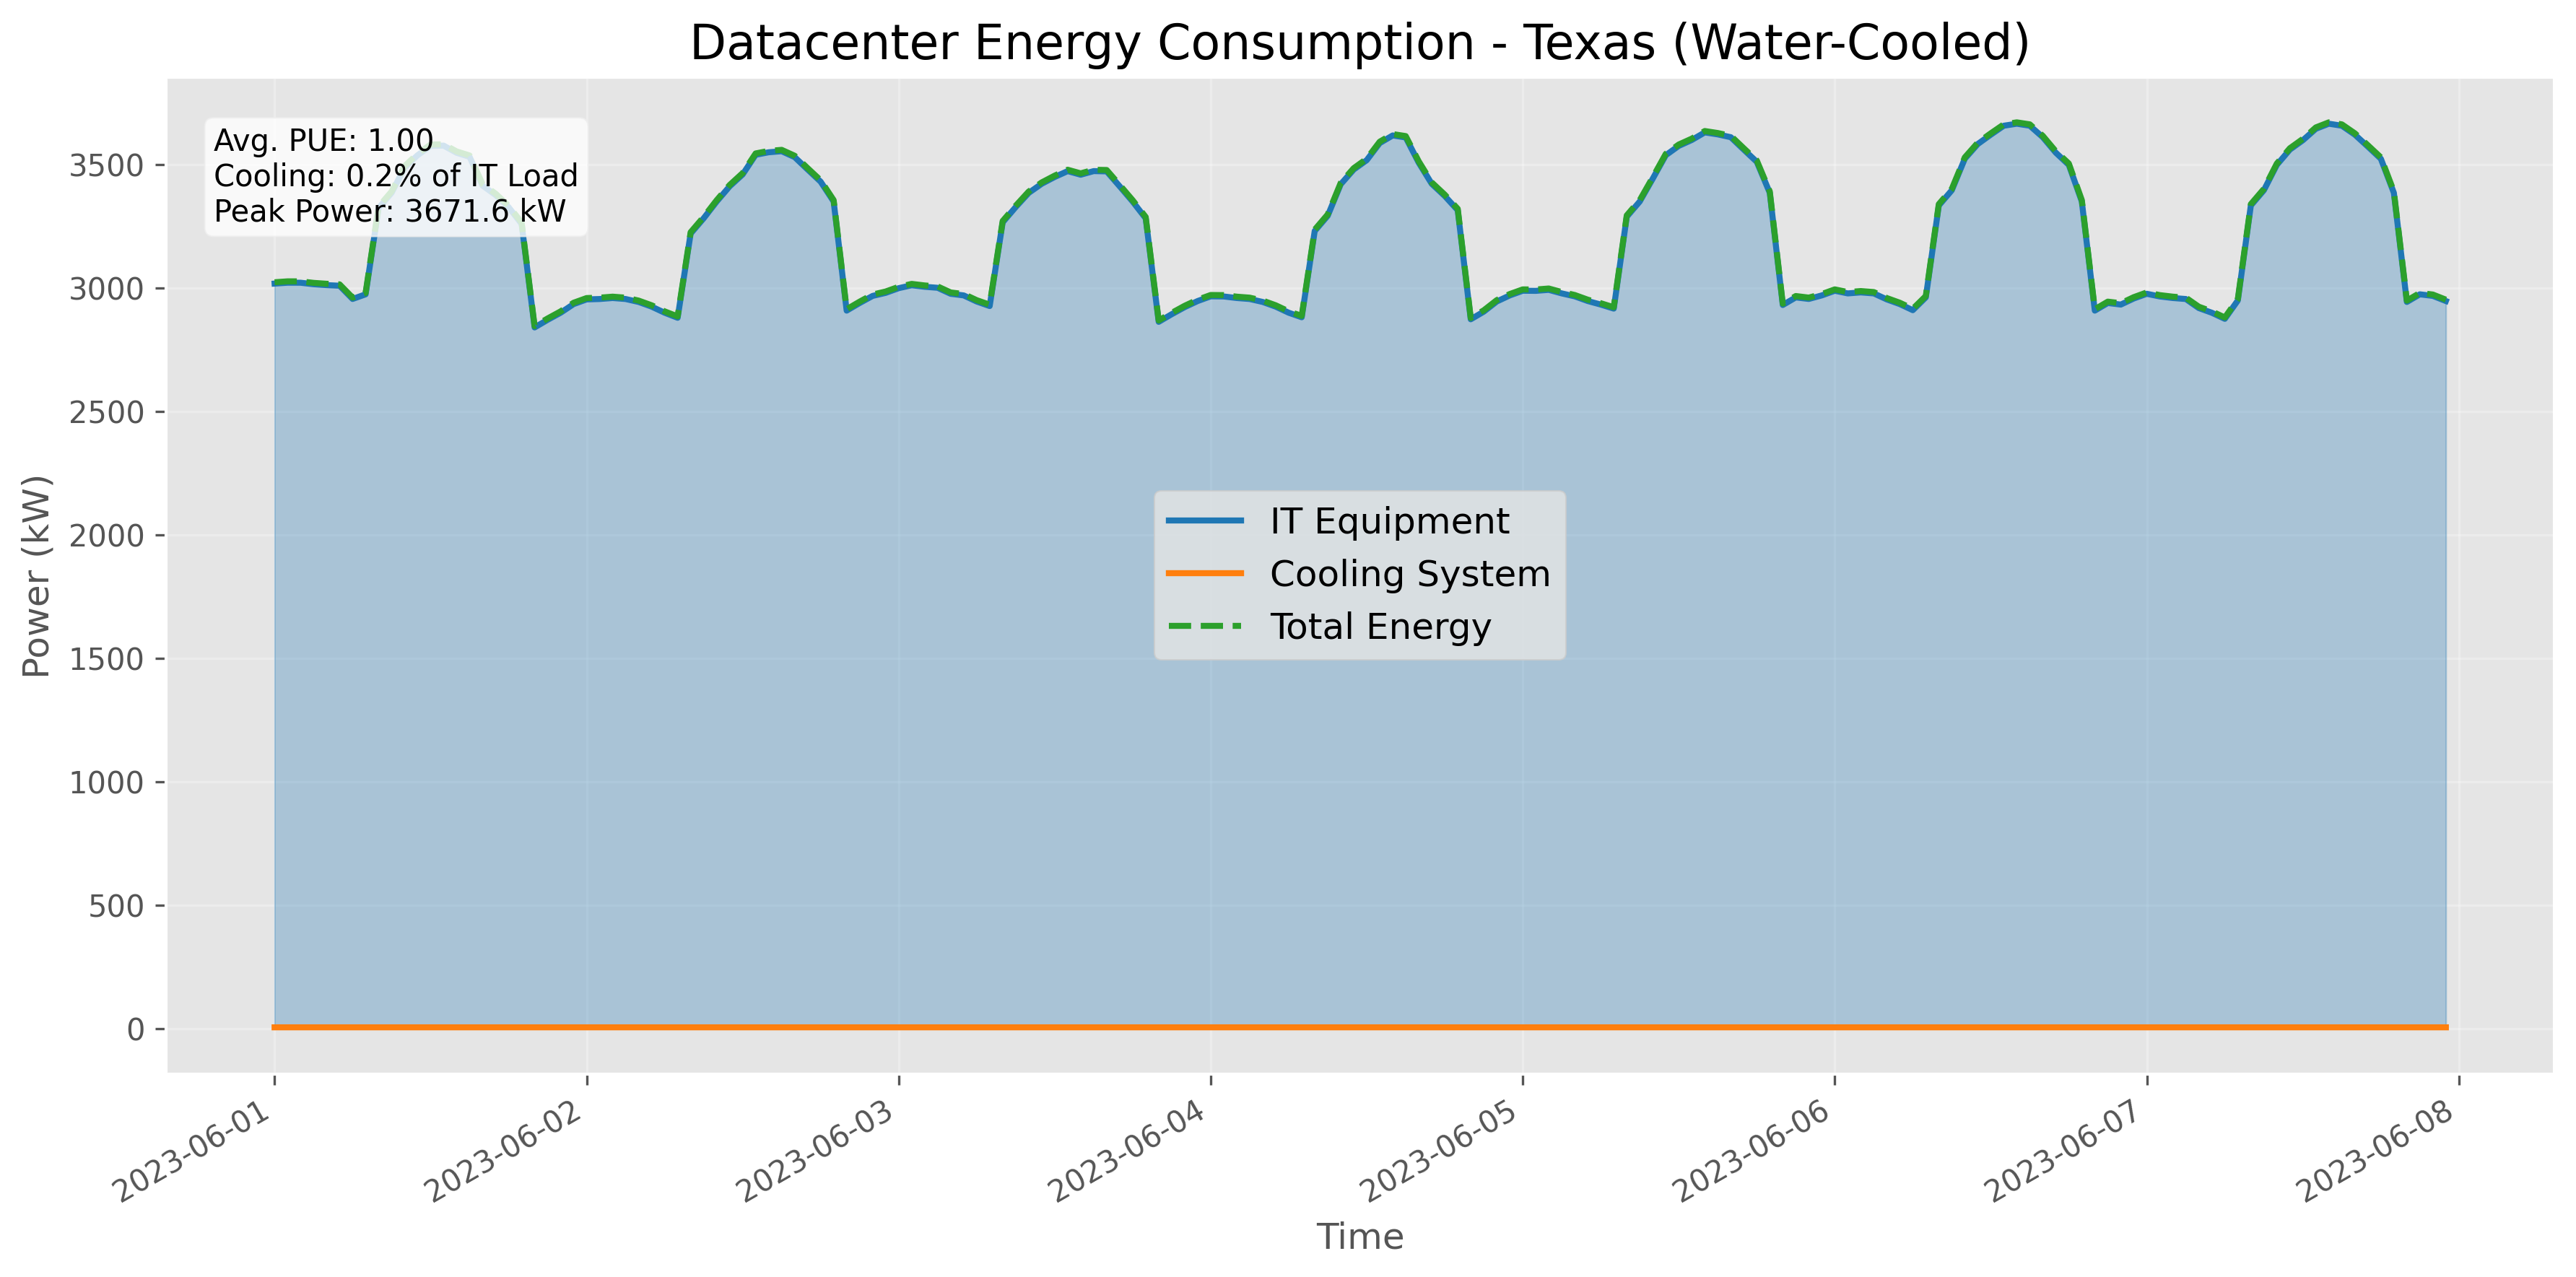 Datacenter Energy Consumption - Texas (Water-Cooled)
Avg. PUE: 1.00
Cooling: 0.2% of IT Load
Peak Power: 3671.6 kW
Power (kW)
3500
3000
2500
2000
1500
1000
500
0
IT Equipment
Cooling System
Total Energy
2023-06-01
2023-06-02
2023-06-03
2023-06-04
2023-06-05
2023-06-06
2023-06-07
2023-06-08
Time